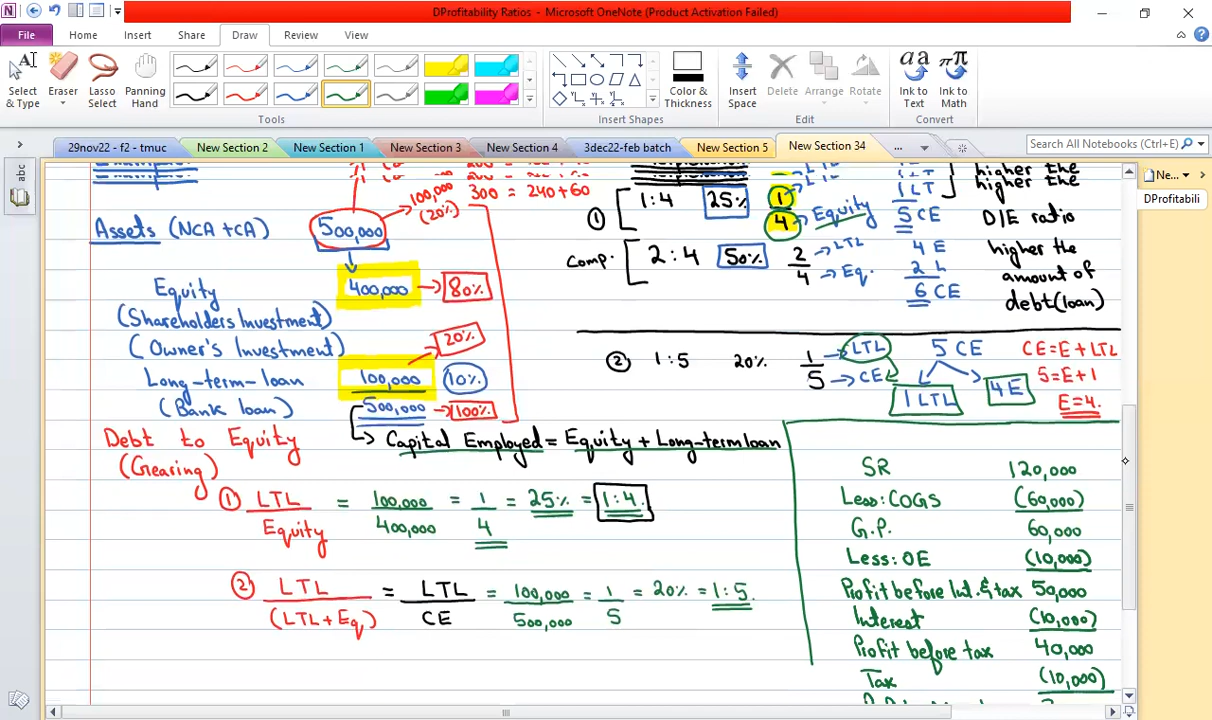 DProfitability Ratios - Microsoft OneNote (Product Activation Failed)
File Home Insert Share Draw Review View
Select & Type
Eraser
Lasso Select
Panning Hand
Tools
Insert Shapes
Color & Thickness
Insert Space
Delete
Arrange
Rotate
Edit
Ink to Text
Ink to Math
Convert
29nov22 - f2 - tmuc
New Section 2
New Section 1
New Section 4
3dec22-feb batch
New Section 5
New Section 34
...
Search All Notebooks (Ctrl+E)
abc
Ne...
DProfitabili
300 = 240+60
100,000
(20%)
Assets (NCA +CA) 500,000
400,000 → 80%
Equity
(Shareholders Investment)
(Owner's Investment)
20%
Long-term-loan 100,000 10%
(Bank loan) 500,000 → 100%
Capital Employed = Equity + Long-term loan
Debt to Equity
(Gearing)
① LTL / Equity = 100,000 / 400,000 = 1/4 = 25% = 1:4
② LTL / (LTL + Eq.) = LTL / CE = 100,000 / 500,000 = 1/5 = 20% = 1:5
① 1:4 25% 1 / 4 → Equity
1 LT
5 CE
higher the
higher the
D/E ratio
Comp. 2:4 50% 2 → LTL / 4 → Eq.
4 E
2 L
6 CE
higher the
amount of
debt (loan)
② 1:5 20% 1 → LTL / 5 → CE
5 CE
1 LTL 4 E
CE = E + LTL
5 = E + 1
E = 4.
SR 120,000
Less: COGS (60,000)
G.P. 60,000
Less: OE (10,000)
Profit before Int. & tax 50,000
Interest (10,000)
Profit before tax 40,000
Tax (10,000)